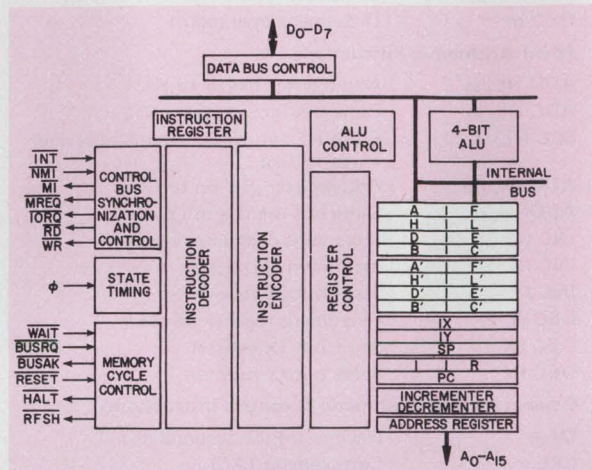 D0–D7
DATA BUS CONTROL
INSTRUCTION
REGISTER
ALU
CONTROL
4-BIT
ALU
INTERNAL
BUS
INT
NMI
MI
MREQ
IORQ
RD
WR
CONTROL
BUS
SYNCHRO-
NIZATION
AND
CONTROL
φ
STATE
TIMING
WAIT
BUSRQ
BUSAK
RESET
HALT
RFSH
MEMORY
CYCLE
CONTROL
INSTRUCTION
DECODER
INSTRUCTION
ENCODER
REGISTER
CONTROL
A F
H L
D E
B C
A' F'
H' L'
D' E'
B' C'
IX
IY
SP
I R
PC
INCREMENTER
DECREMENTER
ADDRESS REGISTER
A0–A15